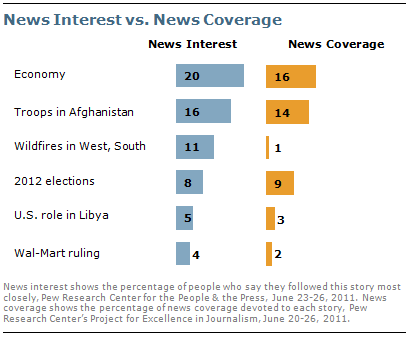 News Interest vs. News Coverage
News Interest News Coverage
Economy 20 16
Troops in Afghanistan 16 14
Wildfires in West, South 11 1
2012 elections 8 9
U.S. role in Libya 5 3
Wal-Mart ruling 4 2
News interest shows the percentage of people who say they followed this story most
closely, Pew Research Center for the People & the Press, June 23-26, 2011. News
coverage shows the percentage of news coverage devoted to each story, Pew
Research Center's Project for Excellence in Journalism, June 20-26, 2011.